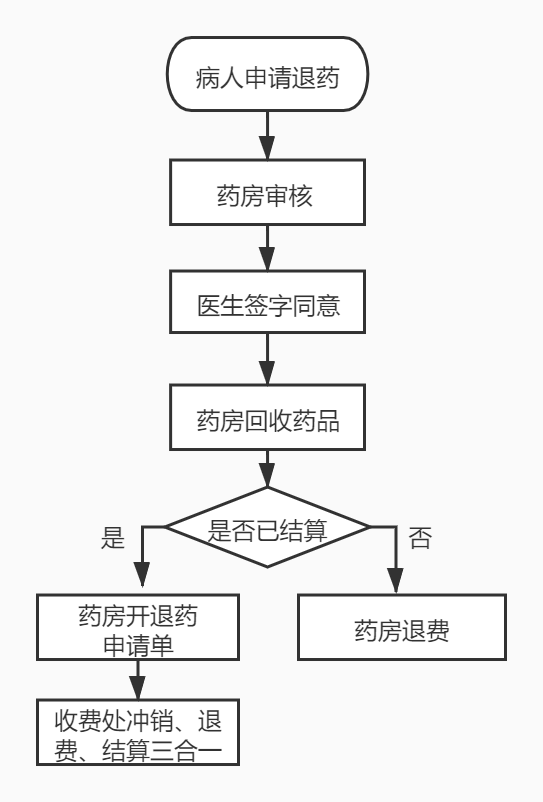 病人申请退药
药房审核
医生签字同意
药房回收药品
是否已结算
是
否
药房开退药
申请单
药房退费
收费处冲销、退
费、结算三合一